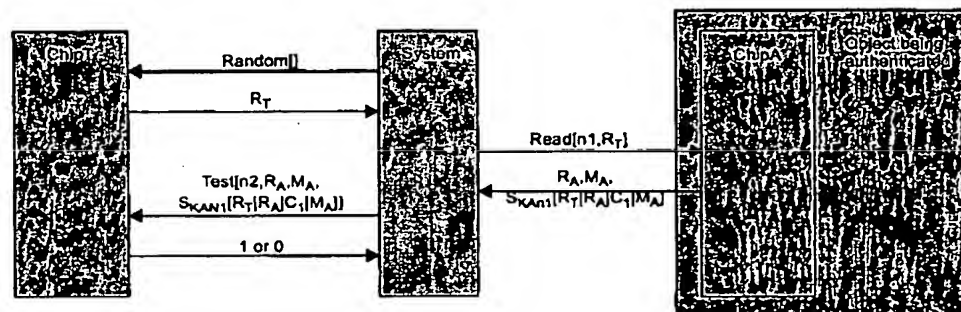 ChipT
System
ChipA
Object being
authenticated
Random[]
R_T
Read[n1,R_T]
Test[n2,R_A,M_A,
S_KAN1[R_T|R_A|C_1|M_A]]
R_A,M_A,
S_KAn1[R_T|R_A|C_1|M_A]
1 or 0